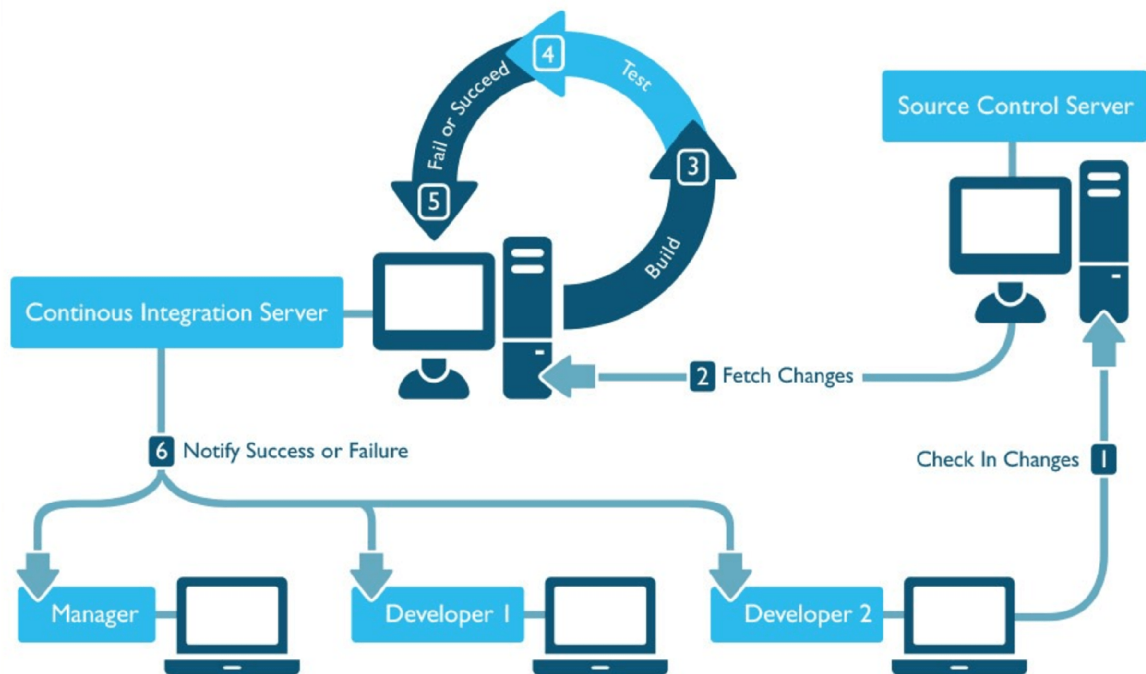 4
Test
Fail or Succeed
Source Control Server
3
5
Build
Continous Integration Server
2 Fetch Changes
6 Notify Success or Failure
Check In Changes 1
Manager
Developer 1
Developer 2